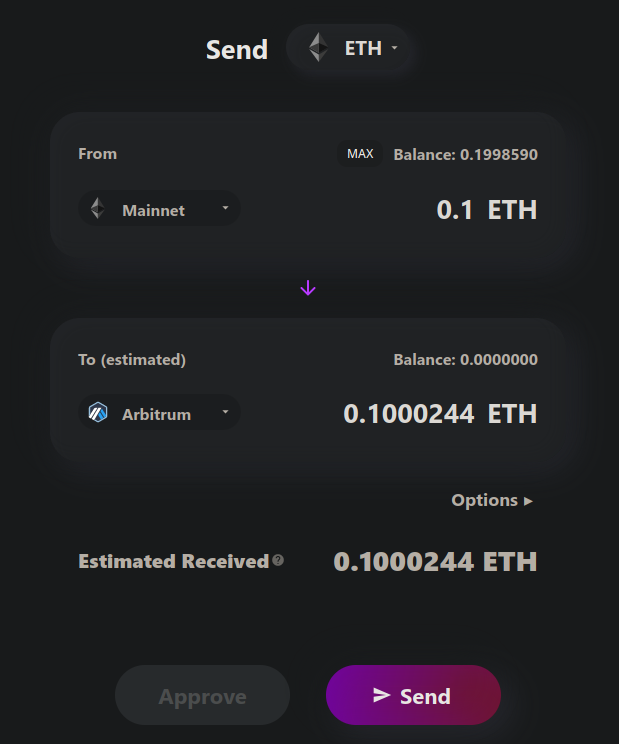 Send ETH
From MAX Balance: 0.1998590
Mainnet 0.1 ETH
To (estimated) Balance: 0.0000000
Arbitrum 0.1000244 ETH
Options ▸
Estimated Received ? 0.1000244 ETH
Approve Send